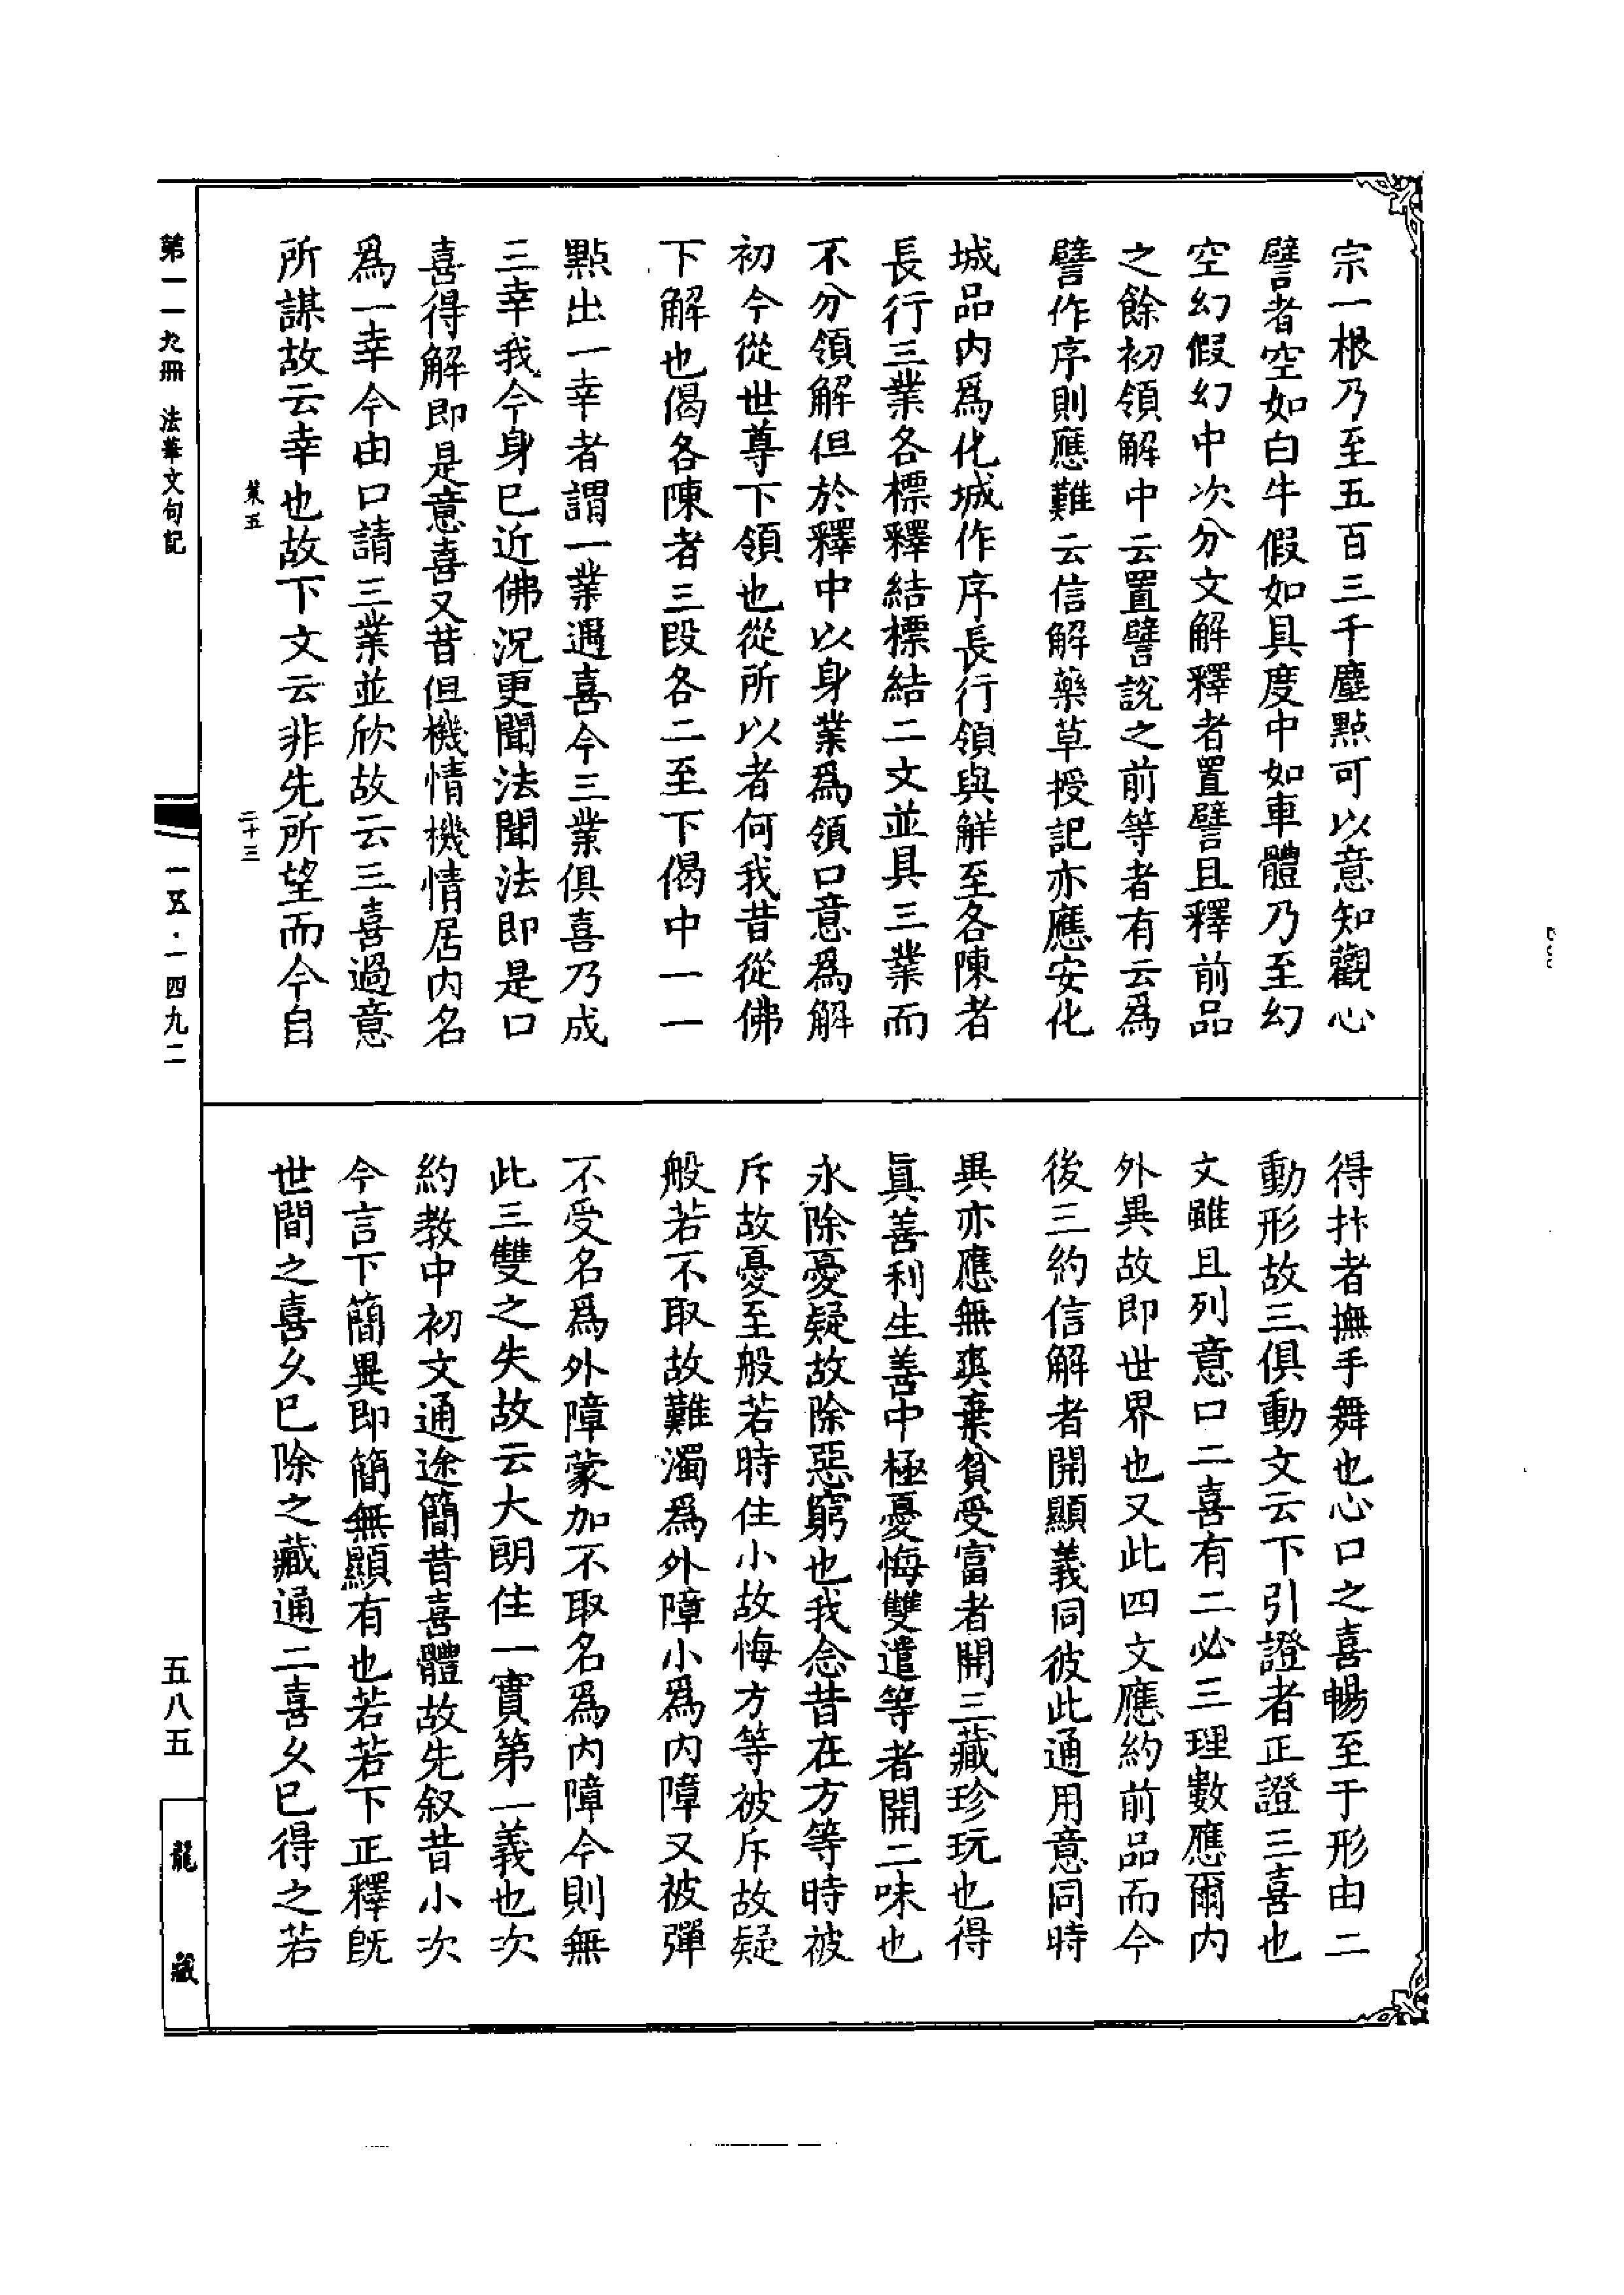 宗一根乃至五百三千塵點可以意知觀心
譬者空如白牛假如具度中如車體乃至幻
空幻假幻中次分文解釋者置譬且釋前品
之餘初領解中云置譬說之前等者有云爲
譬作序則應難云信解藥草授記亦應安化
城品内爲化城作序長行領與觧至各陳者
長行三業各標釋結標結二文並具三業而
不分領解但於釋中以身業爲領口意爲解
初今從世尊下領也從所以者何我昔從佛
下解也偈各陳者三段各二至下偈中一一
點出一幸者謂一業遇喜今三業俱喜乃成
三幸我今身巳近佛況更聞法聞法即是口
喜得解即是意喜又昔但機情機情居内名
爲一幸今由口請三業並欣故云三喜過意
所謀故云幸也故下文云非先所望而今自
得抃者撫手舞也心口之喜暢至于形由二
動形故三俱動文云下引證者正證三喜也
文雖且列意口二喜有二必三理數應爾内
外異故即世界也又此四文應約前品而今
後三約信解者開顯義同彼此通用意同時
異亦應無爽棄貧受富者開三藏珍玩也得
眞善利生善中極憂悔雙遣等者開二味也
永除憂疑故除惡窮也我念昔在方等時被
斥故憂至般若時住小故悔方等被斥故疑
般若不取故難濁爲外障小爲内障又被彈
不受名爲外障蒙加不取名爲内障今則無
此三雙之失故云大朗住一實第一義也次
約教中初文通途簡昔喜體故先叙昔小次
今言下簡異即簡無顯有也若若下正釋旣
世間之喜乆巳除之藏通二喜乆巳得之若
第一一九冊 法華文句記
策五
二十三
一五·一四九二
五八五
龍藏